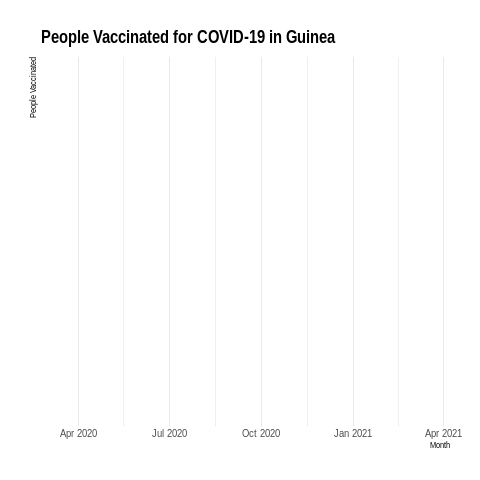 People Vaccinated for COVID-19 in Guinea
People Vaccinated
Apr 2020
Jul 2020
Oct 2020
Jan 2021
Apr 2021
Month